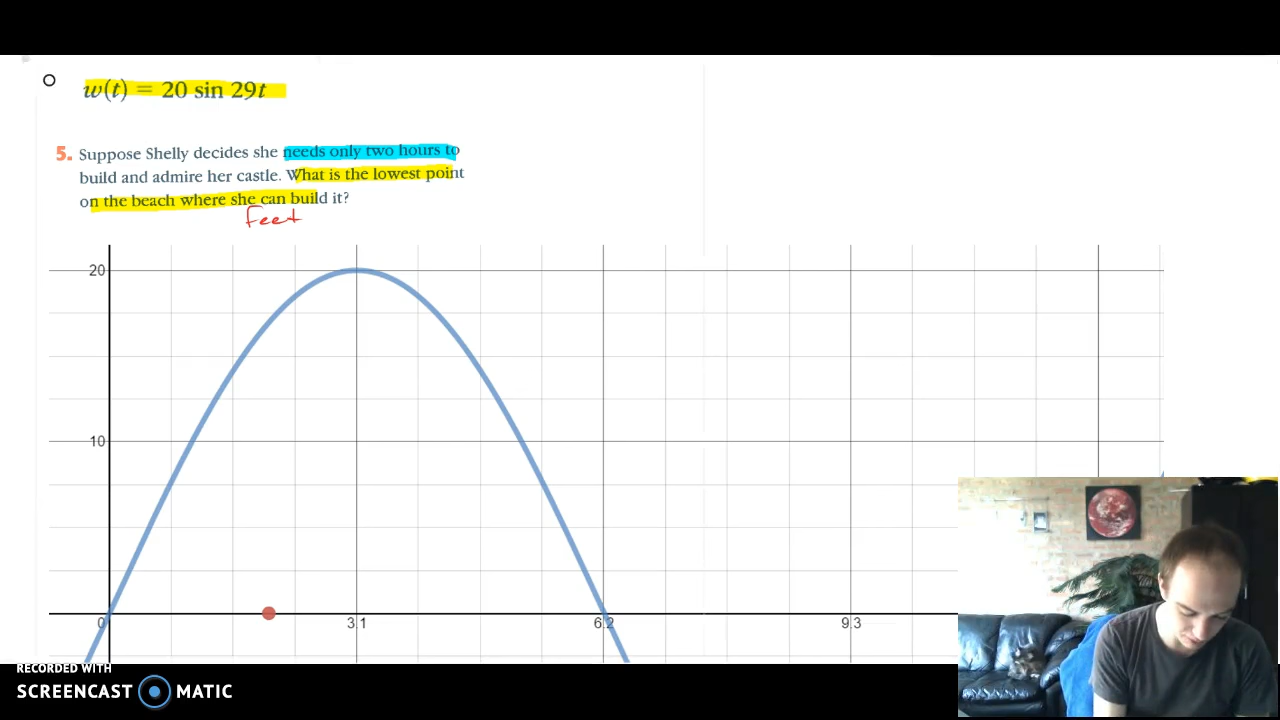 w(t) = 20 sin 29t
5. Suppose Shelly decides she needs only two hours to
build and admire her castle. What is the lowest point
on the beach where she can build it?
feet
20
10
0
3.1
6.2
9.3
RECORDED WITH
SCREENCAST MATIC